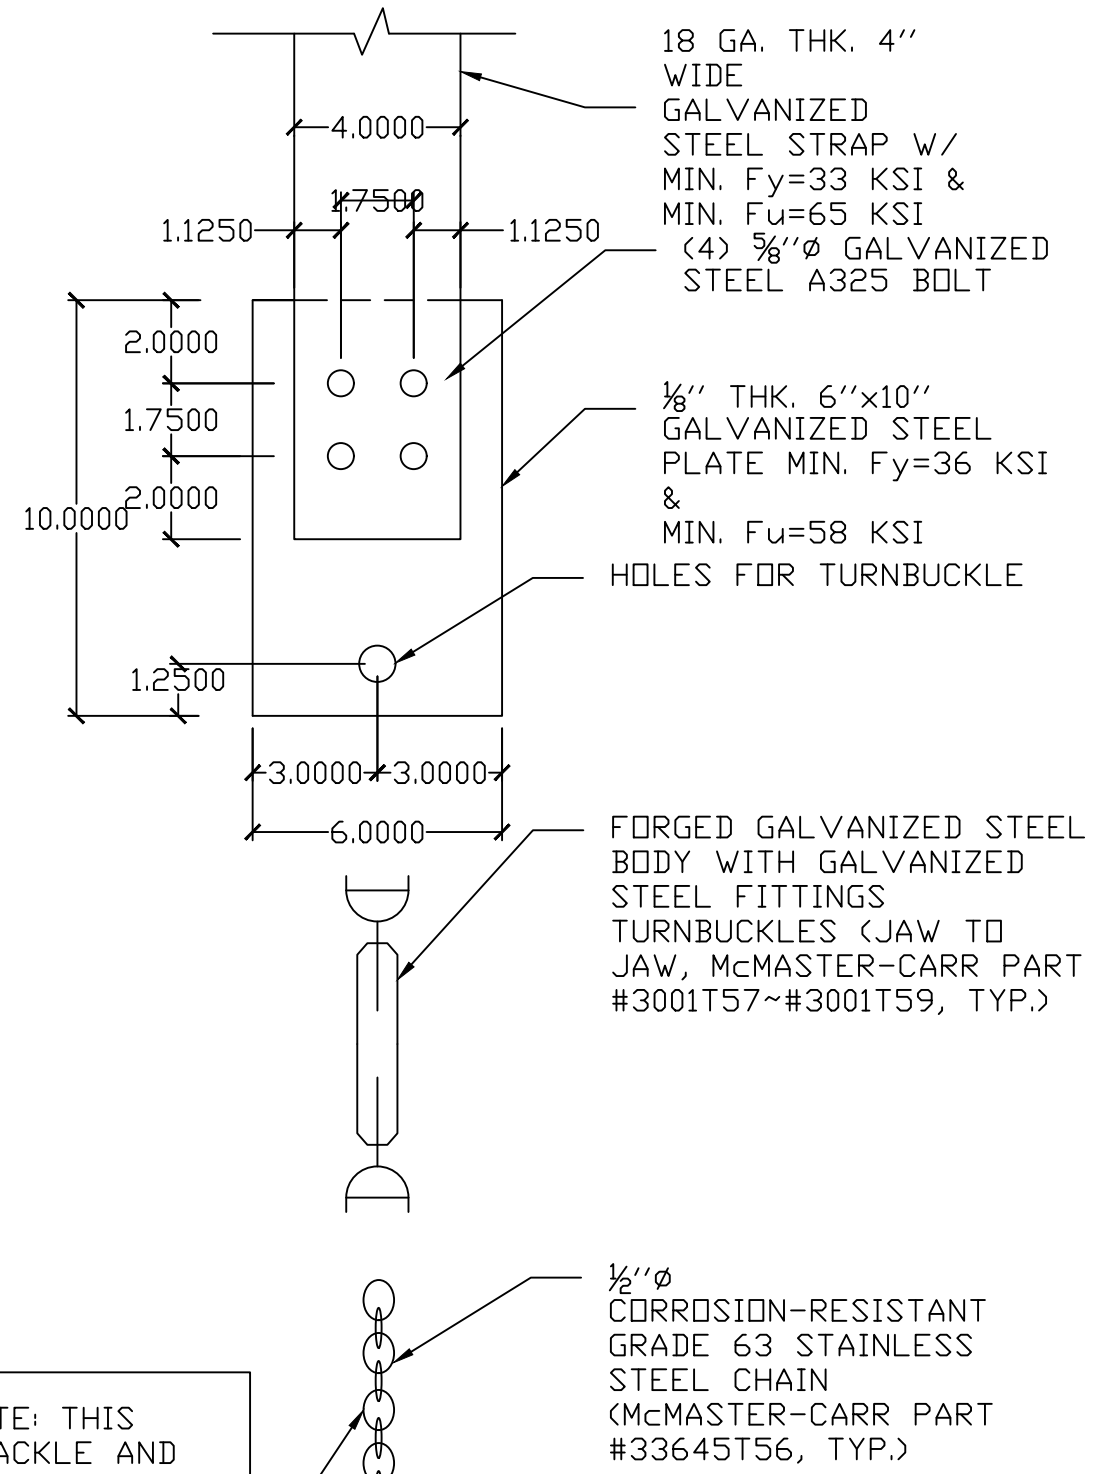 18 GA. THK. 4''
WIDE
GALVANIZED
STEEL STRAP W/
MIN. Fy=33 KSI &
MIN. Fu=65 KSI
4.0000
1.7500
1.1250
1.1250
(4) ⅝''Ø GALVANIZED
STEEL A325 BOLT
2.0000
1.7500
2.0000
10.0000
⅛'' THK. 6''x10''
GALVANIZED STEEL
PLATE MIN. Fy=36 KSI
&
MIN. Fu=58 KSI
HOLES FOR TURNBUCKLE
1.2500
3.0000
3.0000
6.0000
FORGED GALVANIZED STEEL
BODY WITH GALVANIZED
STEEL FITTINGS
TURNBUCKLES (JAW TO
JAW, McMASTER-CARR PART
#3001T57~#3001T59, TYP.)
½''Ø
CORROSION-RESISTANT
GRADE 63 STAINLESS
STEEL CHAIN
(McMASTER-CARR PART
#33645T56, TYP.)
TE: THIS
ACKLE AND